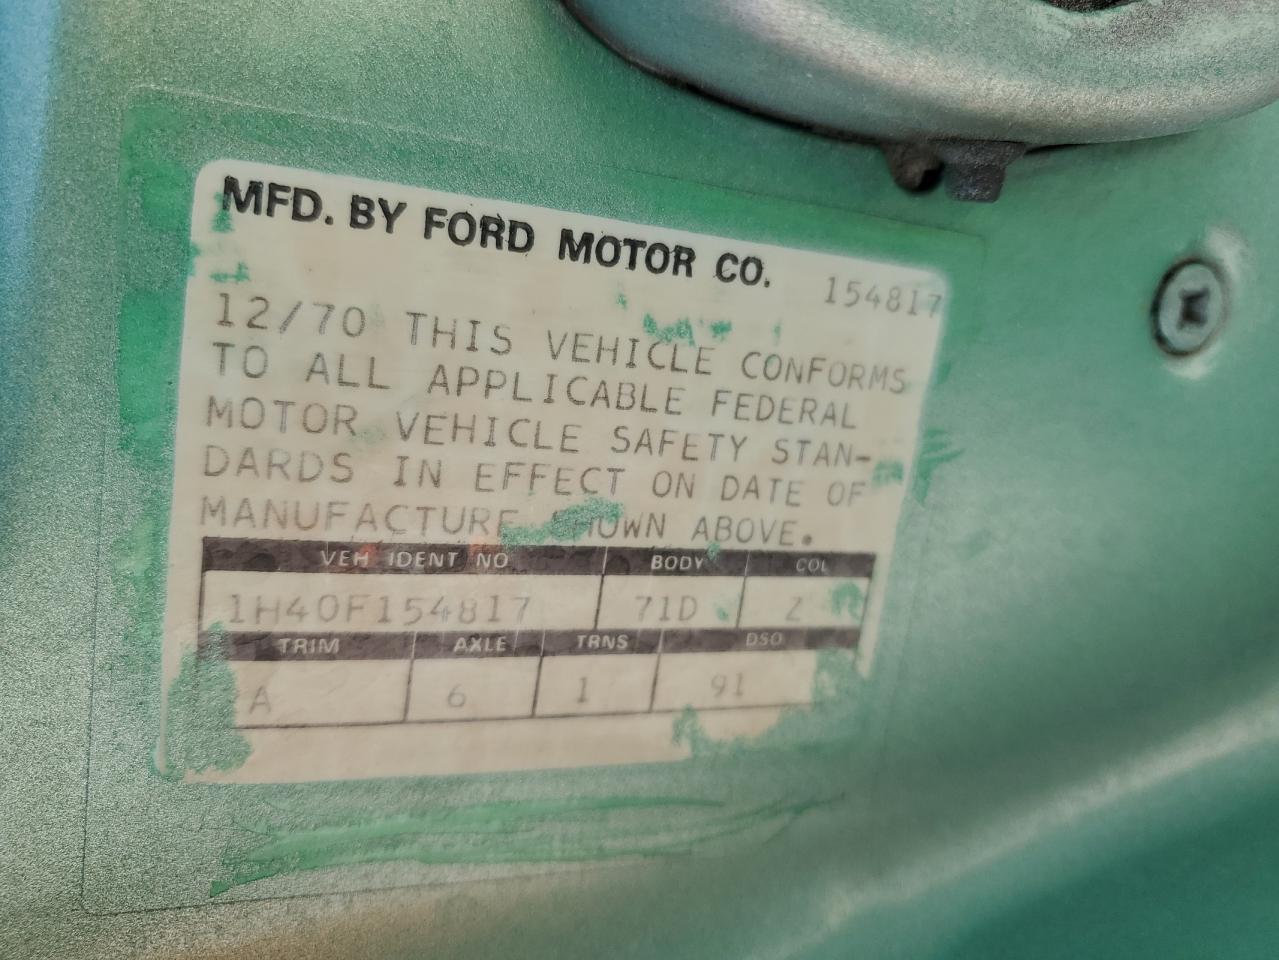 MFD. BY FORD MOTOR CO.
154817
12/70 THIS VEHICLE CONFORMS
TO ALL APPLICABLE FEDERAL
MOTOR VEHICLE SAFETY STAN-
DARDS IN EFFECT ON DATE OF
MANUFACTURE SHOWN ABOVE.
VEH IDENT NO BODY COL
1H40F154817 71D Z
TRIM AXLE TRNS DSO
A 6 1 91